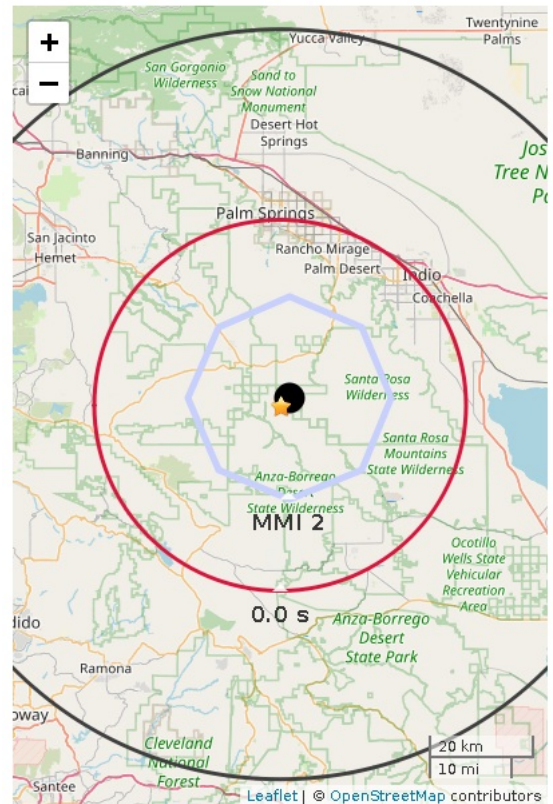 +
−
Yucca Valley
Twentynine
Palms
San Gorgonio
Wilderness
Sand to
Snow National
Monument
Desert Hot
Springs
Banning
Jos
Tree N
Pa
Palm Springs
San Jacinto
Hemet
Rancho Mirage
Palm Desert
Indio
Coachella
Santa Rosa
Wilderness
Santa Rosa
Mountains
State Wilderness
Anza-Borrego
Desert
State Wilderness
MMI 2
Ocotillo
Wells State
Vehicular
Recreation
Area
0.0 s
dido
Anza-Borrego
Desert
State Park
Ramona
oway
Cleveland
National
Forest
20 km
10 mi
Santee
Leaflet | © OpenStreetMap contributors